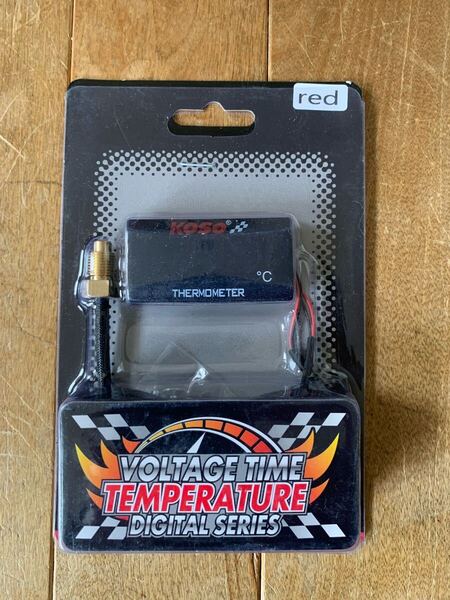 red
KOSO®
°C
THERMOMETER
VOLTAGE TIME
TEMPERATURE
DIGITAL SERIES